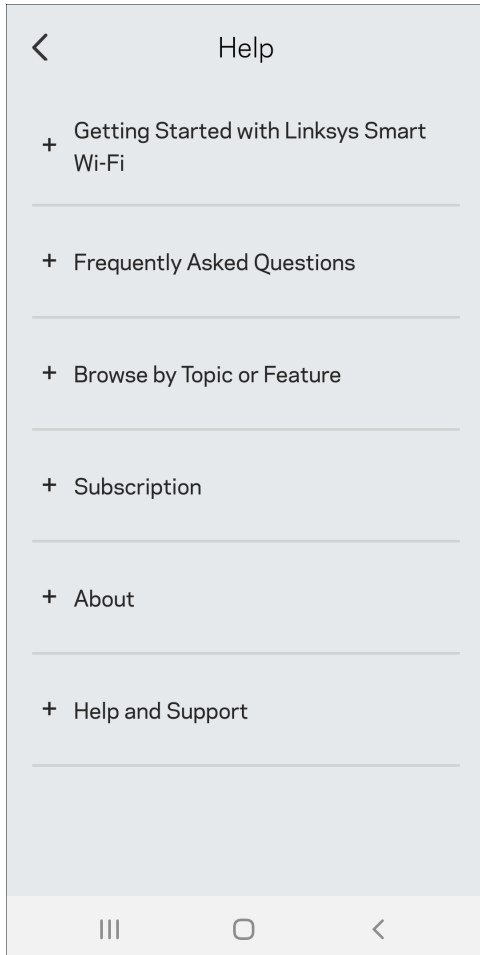 Help
+ Getting Started with Linksys Smart
Wi-Fi
+ Frequently Asked Questions
+ Browse by Topic or Feature
+ Subscription
+ About
+ Help and Support